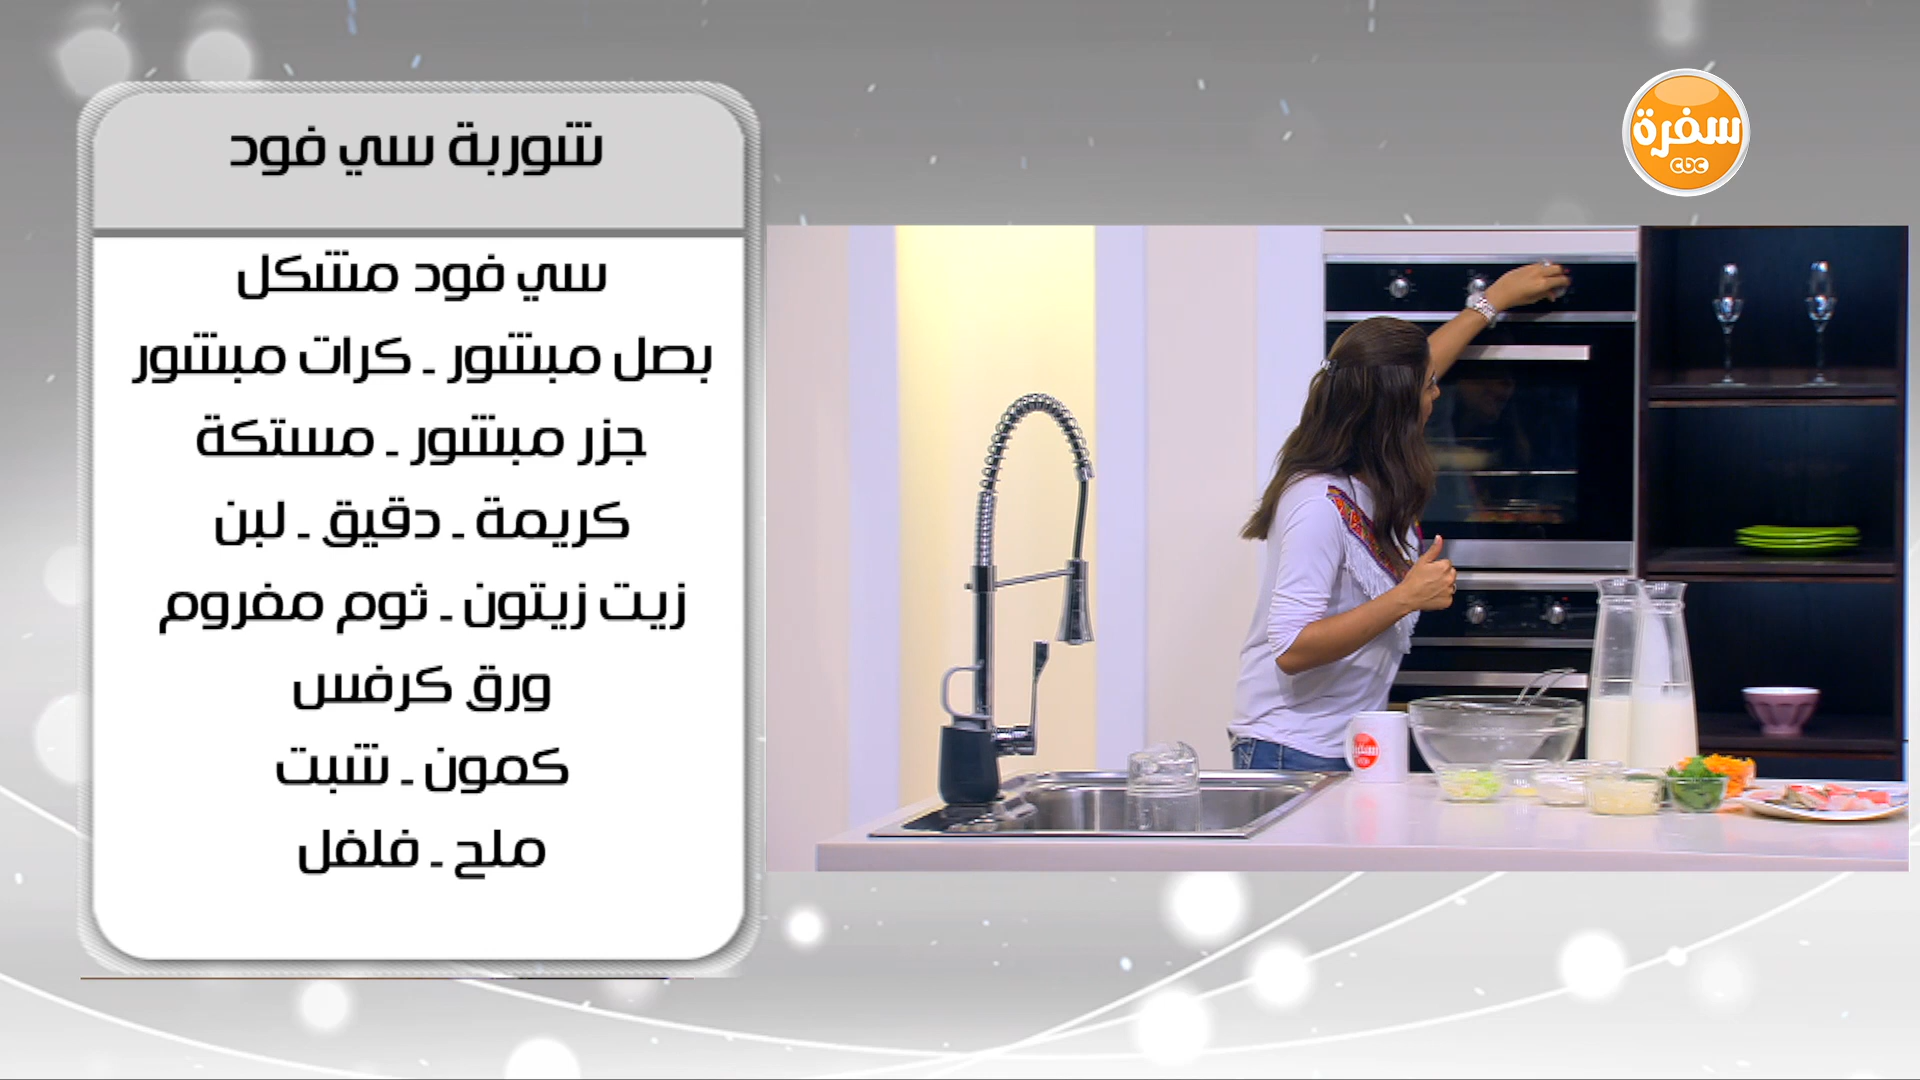 شوربة سي فود
سي فود مشكل
بصل مبشور - كرات مبشور
جزر مبشور - مستكة
كريمة - دقيق - لبن
زيت زيتون - ثوم مفروم
ورق كرفس
كمون - شبت
ملح - فلفل
سفرة
cbc
سفرة